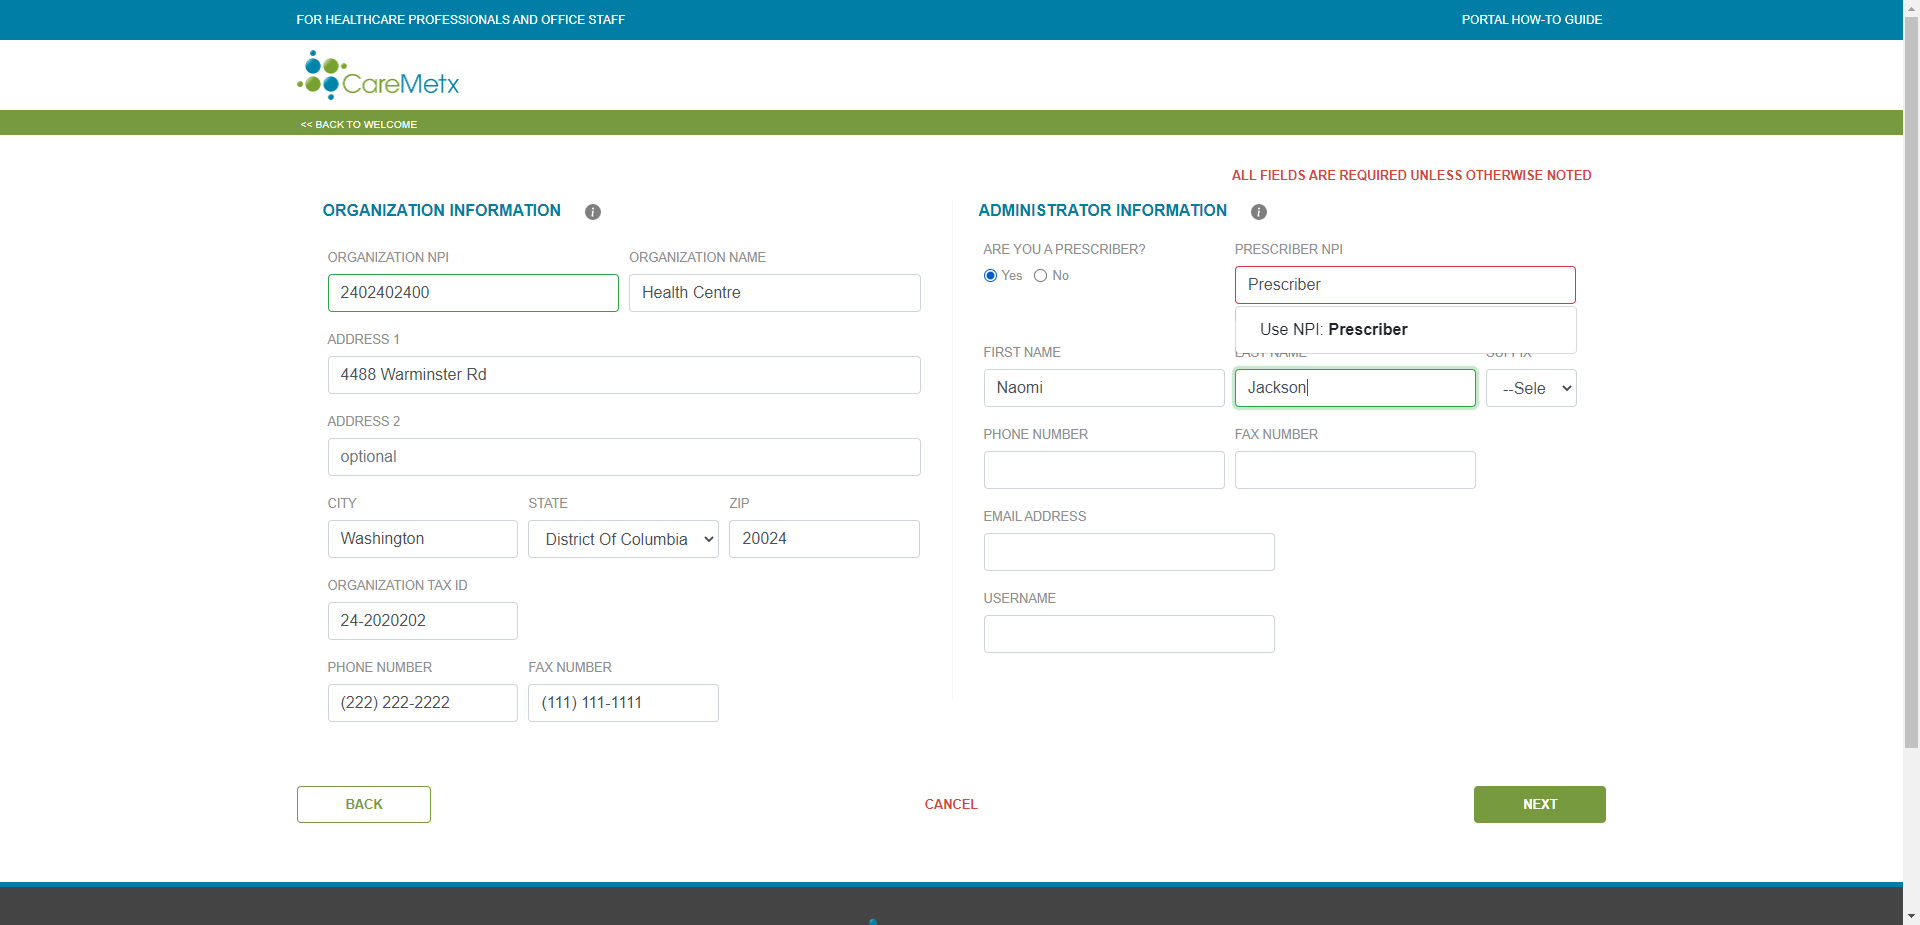 FOR HEALTHCARE PROFESSIONALS AND OFFICE STAFF
PORTAL HOW-TO GUIDE
CareMetx
<< BACK TO WELCOME
ALL FIELDS ARE REQUIRED UNLESS OTHERWISE NOTED
ORGANIZATION INFORMATION
ORGANIZATION NPI
ORGANIZATION NAME
2402402400
Health Centre
ADDRESS 1
4488 Warminster Rd
ADDRESS 2
optional
CITY
STATE
ZIP
Washington
District Of Columbia
20024
ORGANIZATION TAX ID
24-2020202
PHONE NUMBER
FAX NUMBER
(222) 222-2222
(111) 111-1111
ADMINISTRATOR INFORMATION
ARE YOU A PRESCRIBER?
Yes
No
PRESCRIBER NPI
Prescriber
Use NPI: Prescriber
FIRST NAME
LAST NAME
SUFFIX
Naomi
Jackson
--Sele
PHONE NUMBER
FAX NUMBER
EMAIL ADDRESS
USERNAME
BACK
CANCEL
NEXT